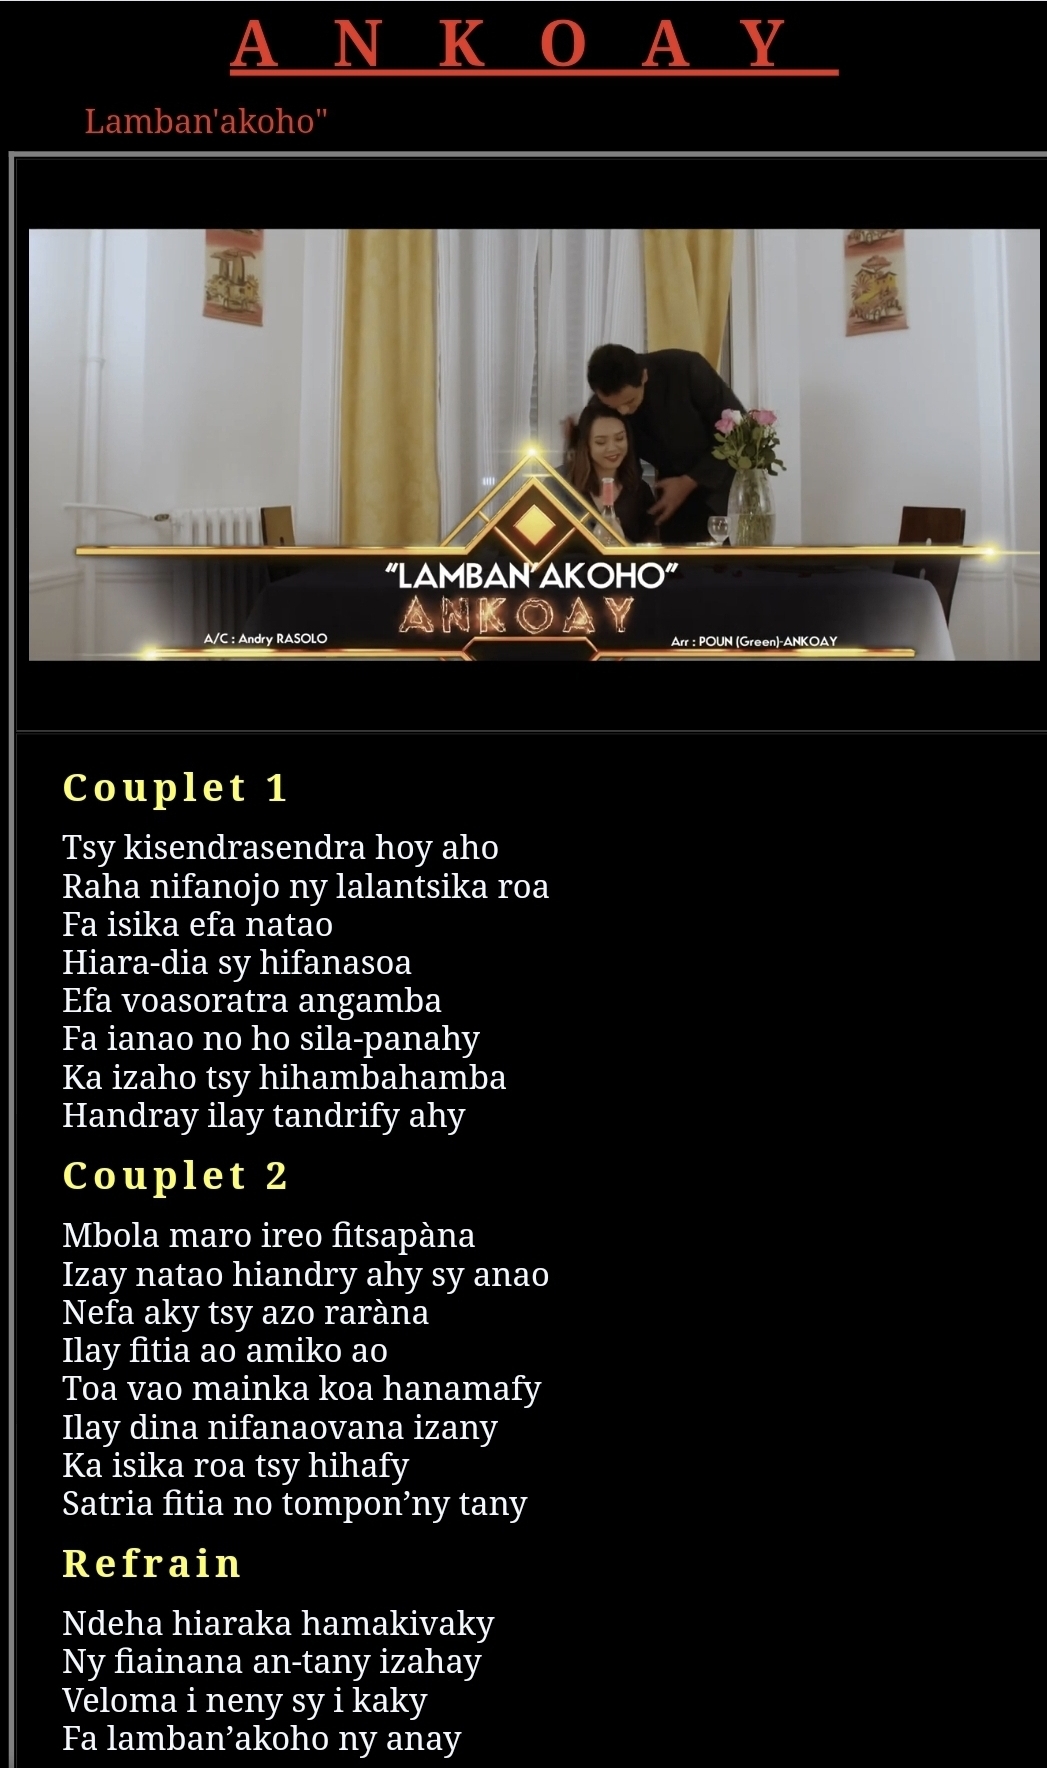 A N K O A Y
Lamban'akoho"
“LAMBAN’AKOHO”
ANKOAY
A/C : Andry RASOLO
Arr : POUN (Green)-ANKOAY
Couplet 1
Tsy kisendrasendra hoy aho
Raha nifanojo ny lalantsika roa
Fa isika efa natao
Hiara-dia sy hifanasoa
Efa voasoratra angamba
Fa ianao no ho sila-panahy
Ka izaho tsy hihambahamba
Handray ilay tandrify ahy
Couplet 2
Mbola maro ireo fitsapàna
Izay natao hiandry ahy sy anao
Nefa aky tsy azo raràna
Ilay fitia ao amiko ao
Toa vao mainka koa hanamafy
Ilay dina nifanaovana izany
Ka isika roa tsy hihafy
Satria fitia no tompon’ny tany
Refrain
Ndeha hiaraka hamakivaky
Ny fiainana an-tany izahay
Veloma i neny sy i kaky
Fa lamban’akoho ny anay